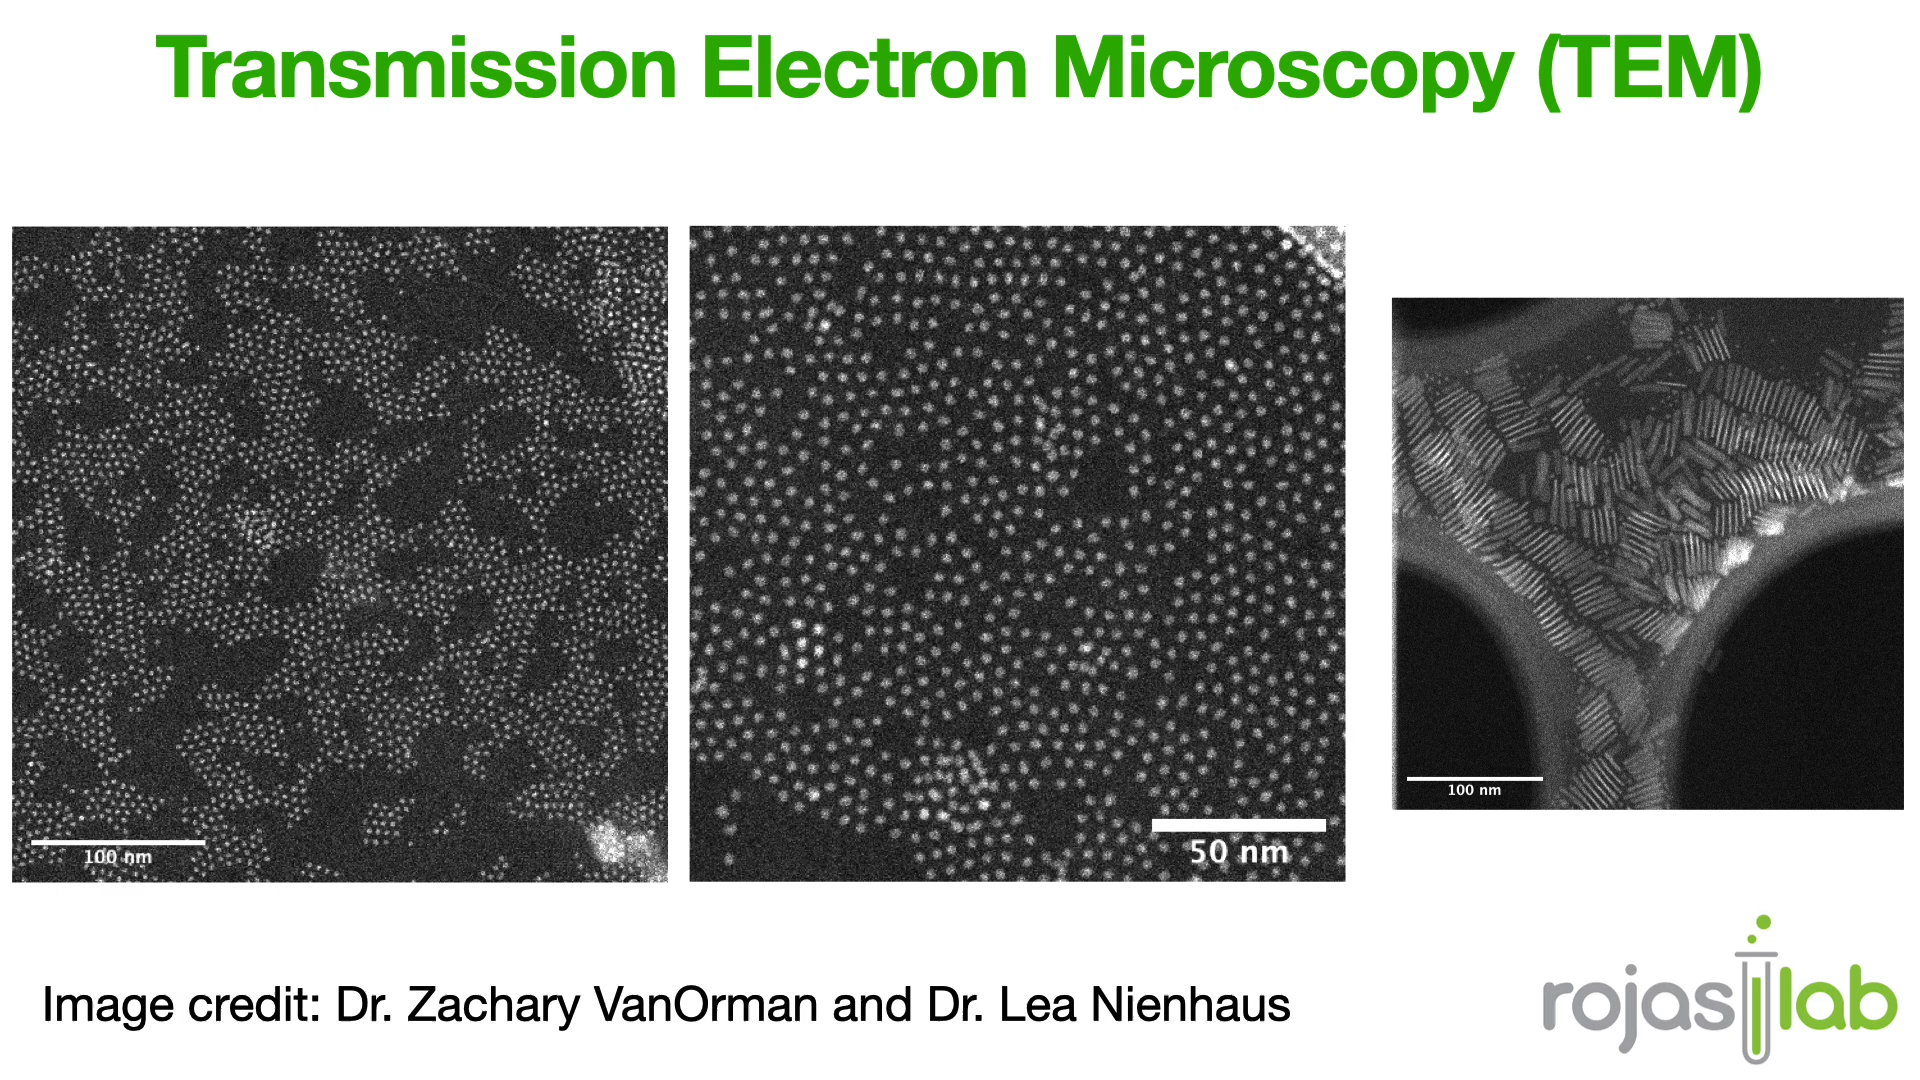 Transmission Electron Microscopy (TEM)
100 nm
50 nm
100 nm
Image credit: Dr. Zachary VanOrman and Dr. Lea Nienhaus
rojas lab